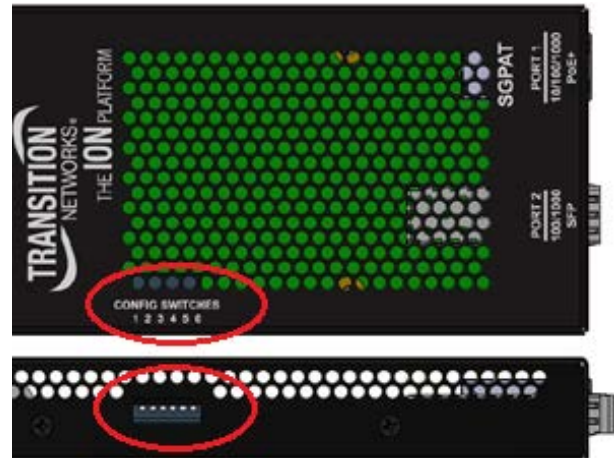 TRANSITION
NETWORKS®
THE ION PLATFORM
SGPAT
PORT 1
10/100/1000
PoE+
PORT 2
100/1000
SFP
CONFIG SWITCHES
1 2 3 4 5 6